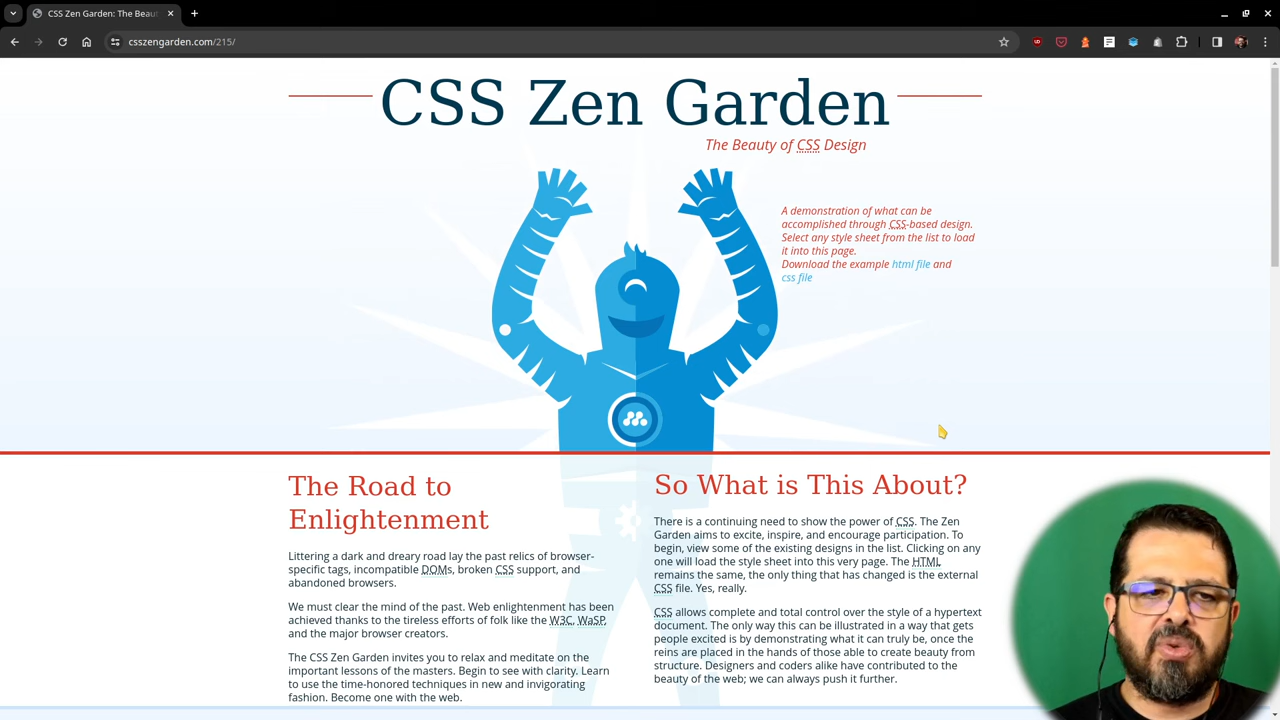 CSS Zen Garden: The Beaut
csszengarden.com/215/
CSS Zen Garden
The Beauty of CSS Design
A demonstration of what can be
accomplished through CSS-based design.
Select any style sheet from the list to load
it into this page.
Download the example html file and
css file
The Road to
Enlightenment
Littering a dark and dreary road lay the past relics of browser-
specific tags, incompatible DOMs, broken CSS support, and
abandoned browsers.
We must clear the mind of the past. Web enlightenment has been
achieved thanks to the tireless efforts of folk like the W3C, WaSP,
and the major browser creators.
The CSS Zen Garden invites you to relax and meditate on the
important lessons of the masters. Begin to see with clarity. Learn
to use the time-honored techniques in new and invigorating
fashion. Become one with the web.
So What is This About?
There is a continuing need to show the power of CSS. The Zen
Garden aims to excite, inspire, and encourage participation. To
begin, view some of the existing designs in the list. Clicking on any
one will load the style sheet into this very page. The HTML
remains the same, the only thing that has changed is the external
CSS file. Yes, really.
CSS allows complete and total control over the style of a hypertext
document. The only way this can be illustrated in a way that gets
people excited is by demonstrating what it can truly be, once the
reins are placed in the hands of those able to create beauty from
structure. Designers and coders alike have contributed to the
beauty of the web; we can always push it further.